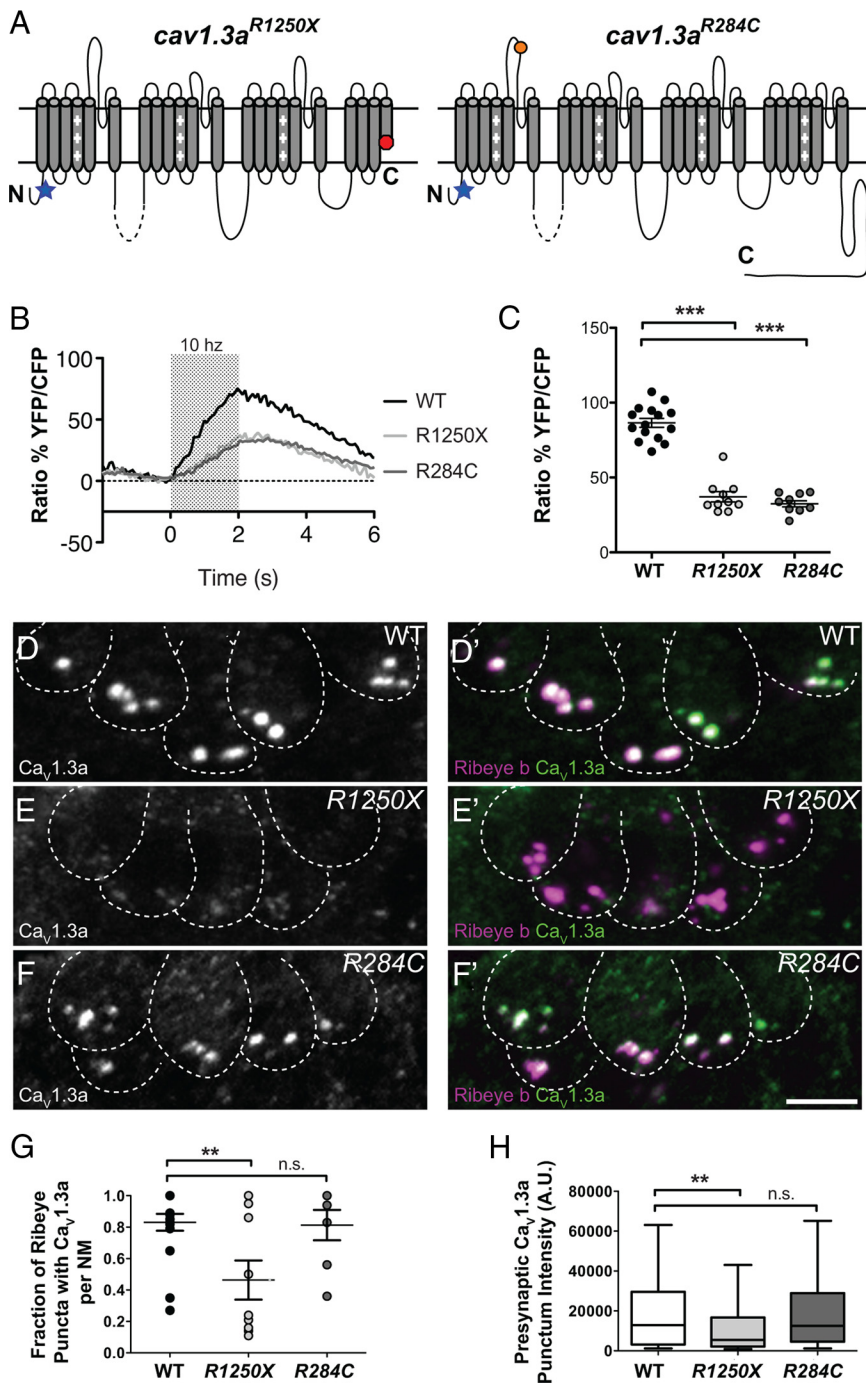 A
cav1.3a^R1250X
cav1.3a^R284C
N
C
N
C
B
10 hz
Ratio % YFP/CFP
100
50
0
-50
0
2
4
6
Time (s)
WT
R1250X
R284C
C
***
***
Ratio % YFP/CFP
150
100
50
0
WT
R1250X
R284C
D
WT
CaV1.3a
D'
WT
Ribeye b CaV1.3a
E
R1250X
CaV1.3a
E'
R1250X
Ribeye b CaV1.3a
F
R284C
CaV1.3a
F'
R284C
Ribeye b CaV1.3a
G
**
n.s.
Fraction of Ribeye
Puncta with CaV1.3a
per NM
1.0
0.8
0.6
0.4
0.2
0.0
WT
R1250X
R284C
H
**
n.s.
Presynaptic CaV1.3a
Punctum Intensity (A.U.)
80000
60000
40000
20000
0
WT
R1250X
R284C